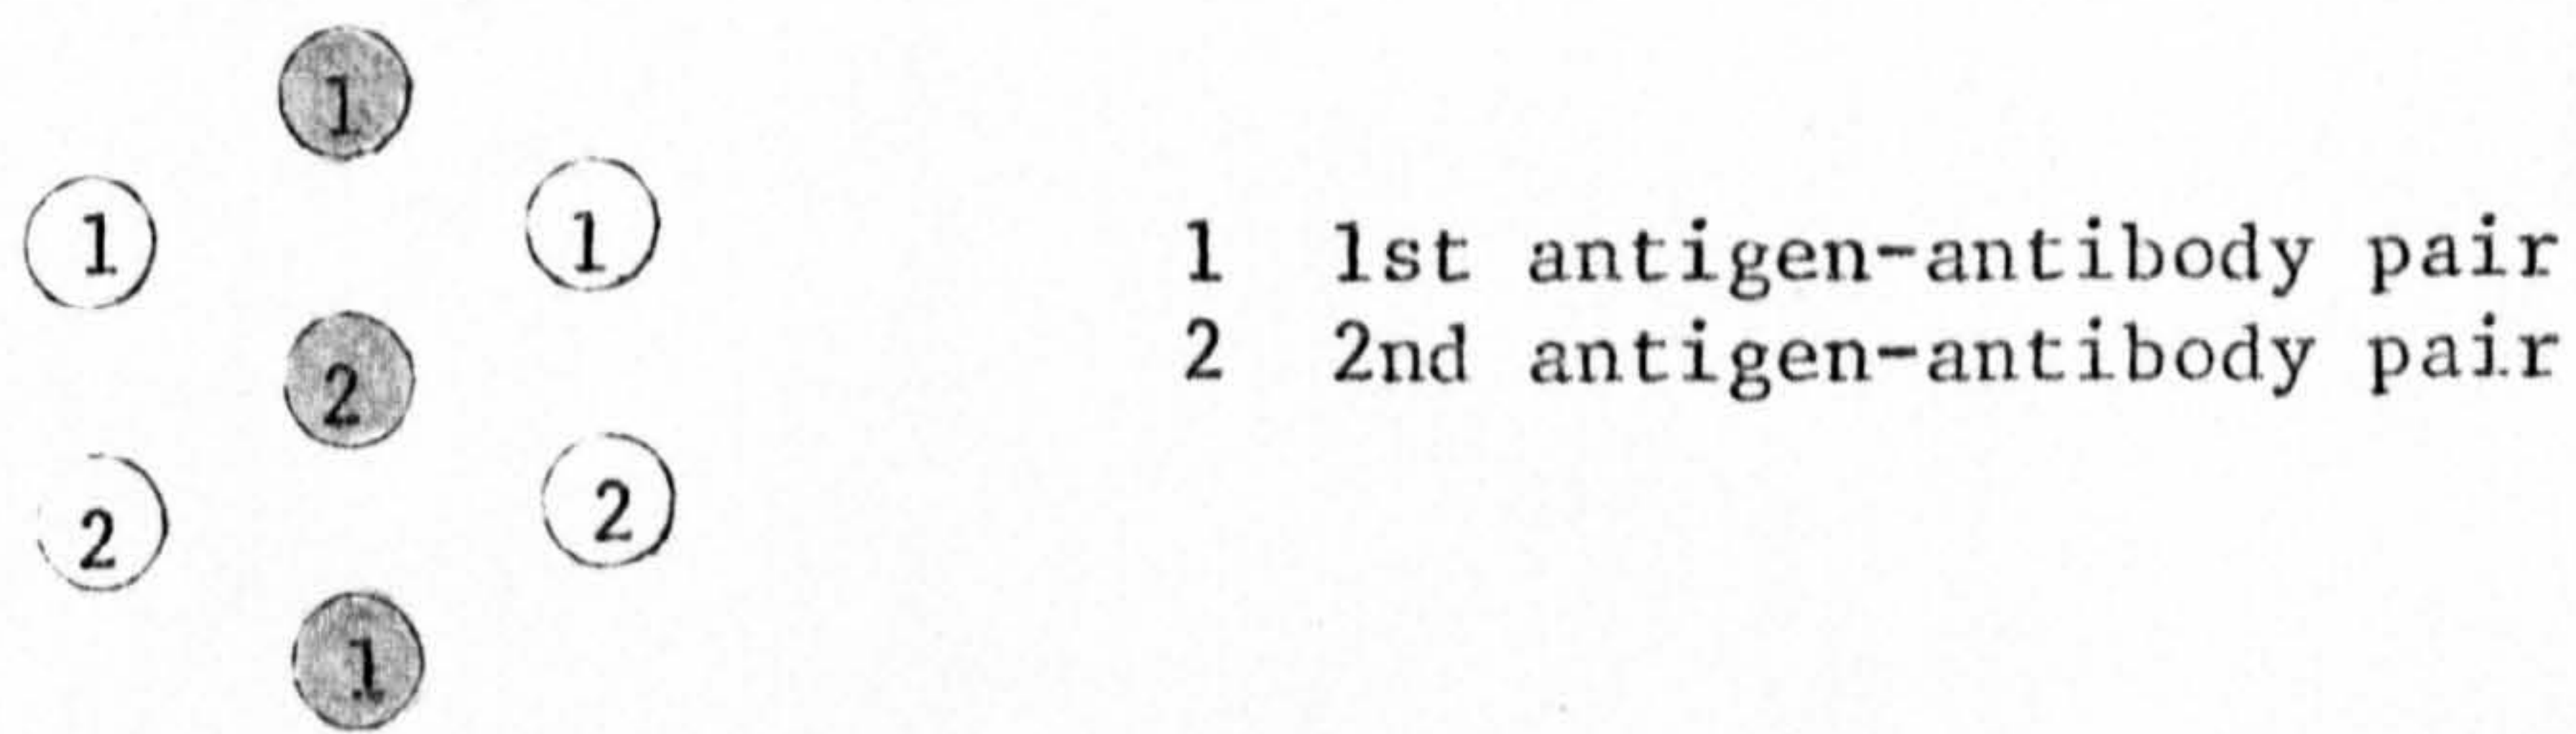 1
1 1
1 1st antigen-antibody pair
2 2nd antigen-antibody pair
2
2 2
1